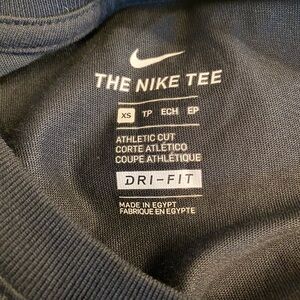 THE NIKE TEE
XS TP ECH EP
ATHLETIC CUT
CORTE ATLÉTICO
COUPE ATHLÉTIQUE
DRI-FIT
MADE IN EGYPT
FABRIQUE EN EGYPTE